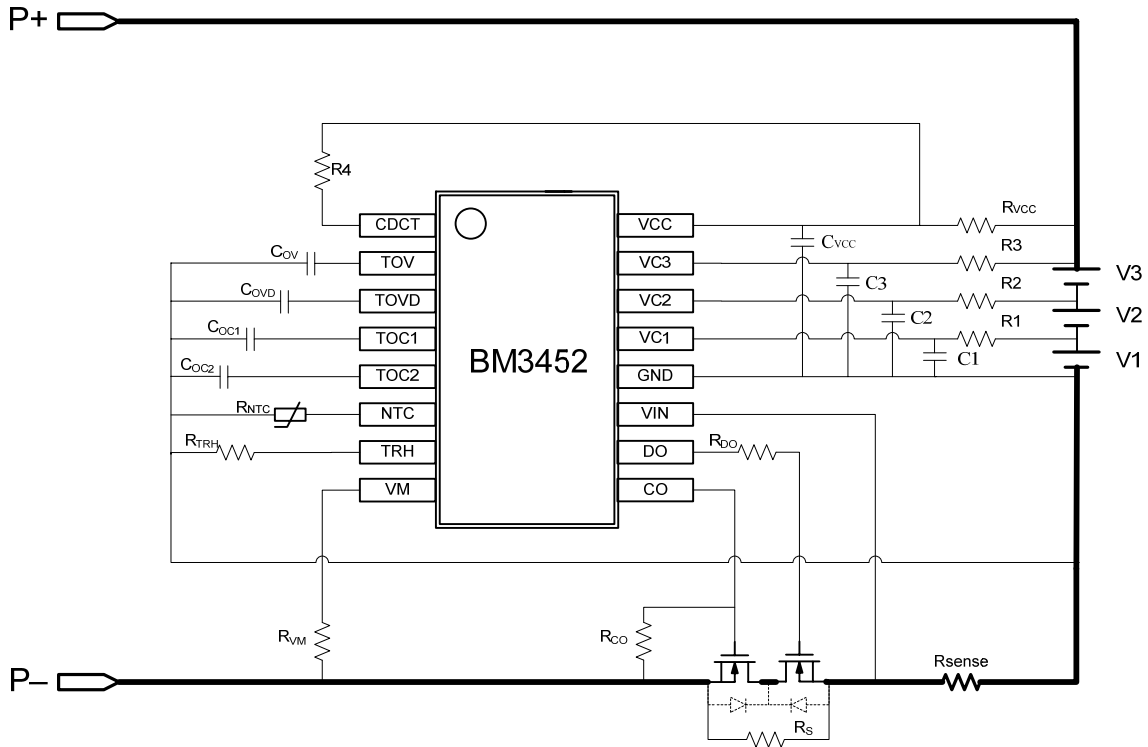 P+
R4
CDCT
VCC
RVCC
COV
TOV
VC3
CVCC
R3
V3
COVD
TOVD
VC2
C3
R2
V2
COC1
TOC1
BM3452
VC1
C2
R1
V1
COC2
TOC2
GND
C1
RNTC
NTC
VIN
RTRH
TRH
DO
RDO
VM
CO
RVM
RCO
Rsense
P–
RS